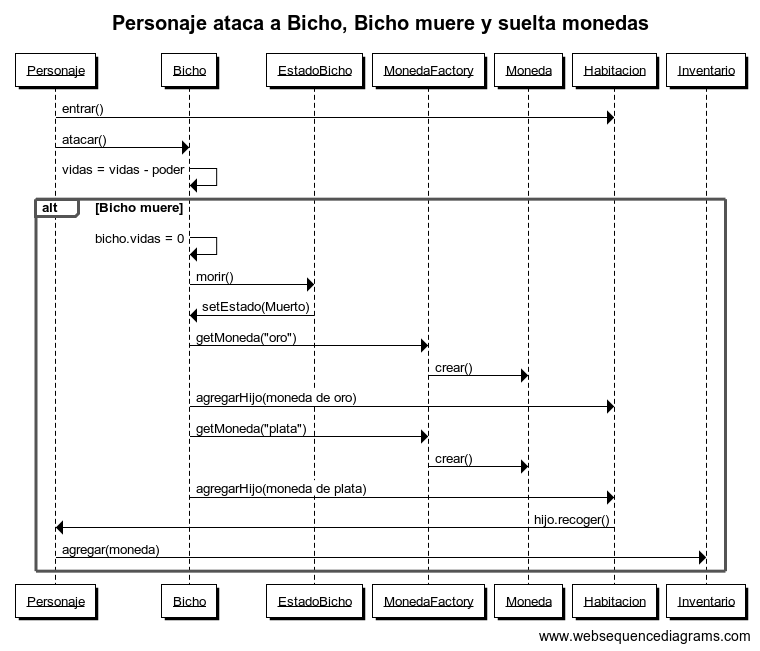 Personaje ataca a Bicho, Bicho muere y suelta monedas
Personaje Bicho EstadoBicho MonedaFactory Moneda Habitacion Inventario
entrar()
atacar()
vidas = vidas - poder
alt [Bicho muere]
bicho.vidas = 0
morir()
setEstado(Muerto)
getMoneda("oro")
crear()
agregarHijo(moneda de oro)
getMoneda("plata")
crear()
agregarHijo(moneda de plata)
hijo.recoger()
agregar(moneda)
Personaje Bicho EstadoBicho MonedaFactory Moneda Habitacion Inventario
www.websequencediagrams.com